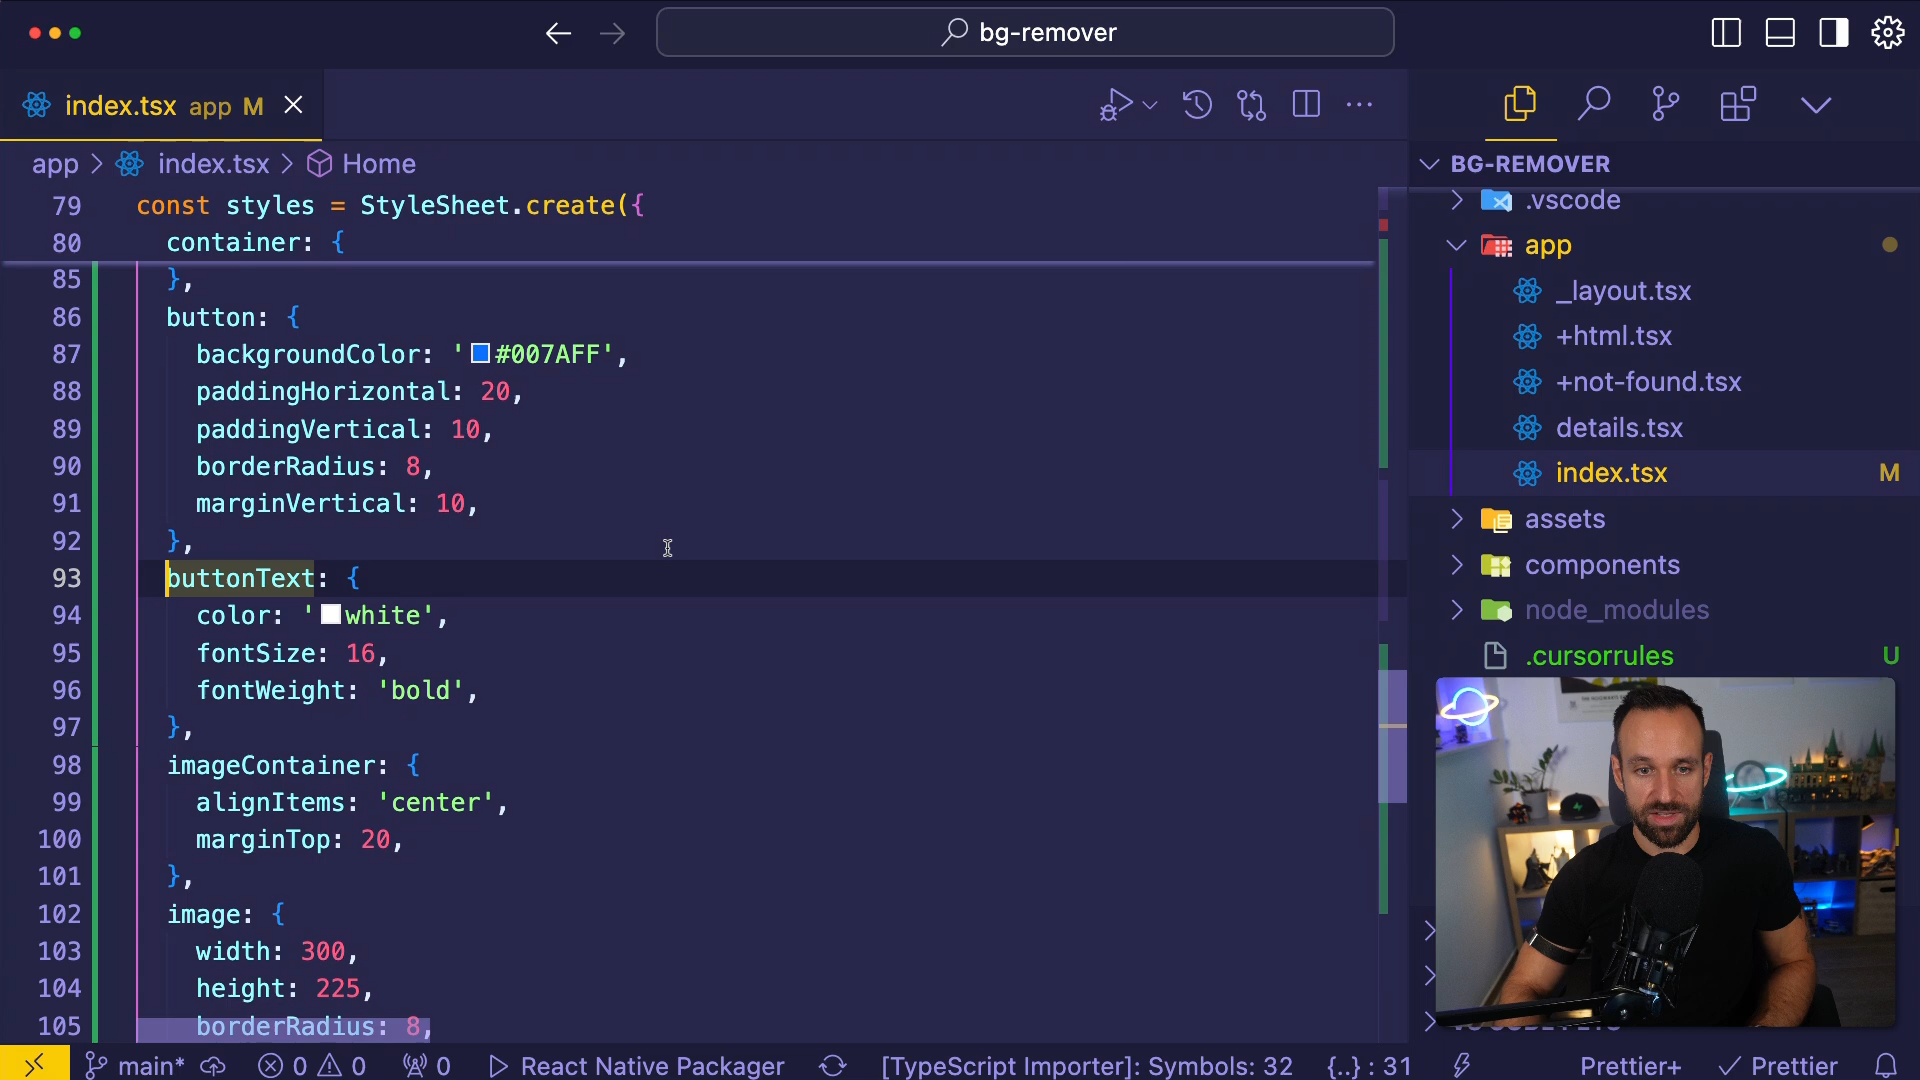 bg-remover
index.tsx app M
app > index.tsx > Home
79 const styles = StyleSheet.create({
80 container: {
85 },
86 button: {
87 backgroundColor: '#007AFF',
88 paddingHorizontal: 20,
89 paddingVertical: 10,
90 borderRadius: 8,
91 marginVertical: 10,
92 },
93 buttonText: {
94 color: 'white',
95 fontSize: 16,
96 fontWeight: 'bold',
97 },
98 imageContainer: {
99 alignItems: 'center',
100 marginTop: 20,
101 },
102 image: {
103 width: 300,
104 height: 225,
105 borderRadius: 8,
BG-REMOVER
.vscode
app
_layout.tsx
+html.tsx
+not-found.tsx
details.tsx
index.tsx M
assets
components
node_modules
.cursorrules U
main* 0 0 0 React Native Packager [TypeScript Importer]: Symbols: 32 {..} : 31 Prettier+ Prettier